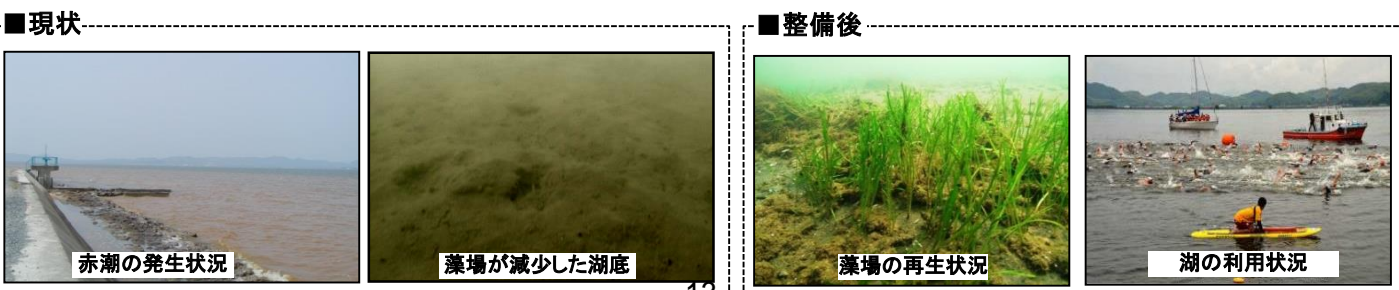 ■現状
赤潮の発生状況
藻場が減少した湖底
12
■整備後
藻場の再生状況
湖の利用状況